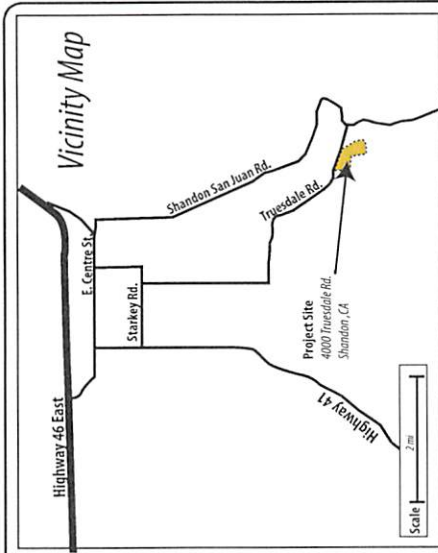 Vicinity Map
Highway 46 East
E. Centre St.
Starkey Rd.
Shandon San Juan Rd.
Truesdale Rd.
Highway 41
Project Site
4000 Truesdale Rd.
Shandon ,CA
Scale
2 mi